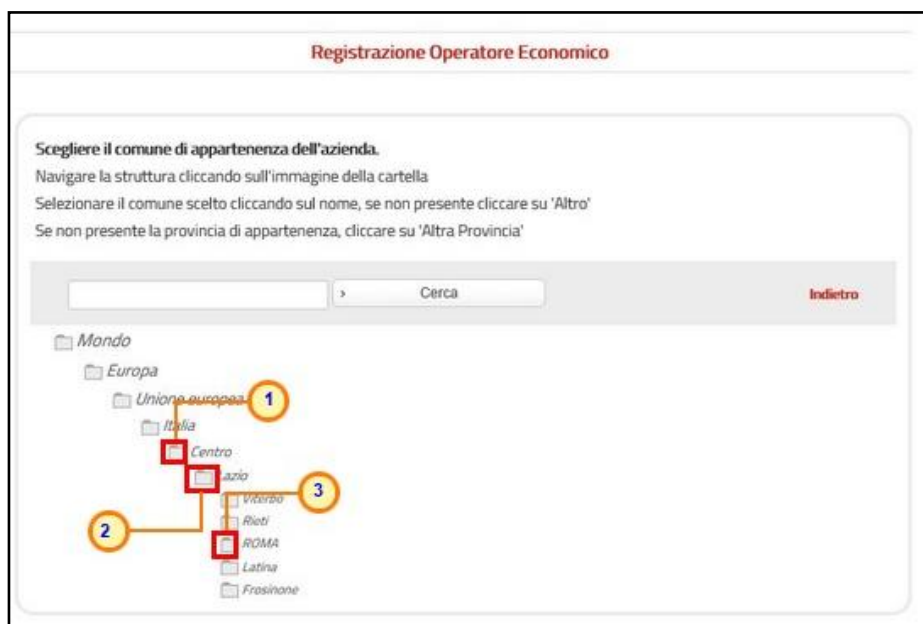 Registrazione Operatore Economico
Scegliere il comune di appartenenza dell'azienda.
Navigare la struttura cliccando sull'immagine della cartella
Selezionare il comune scelto cliccando sul nome, se non presente cliccare su 'Altro'
Se non presente la provincia di appartenenza, cliccare su 'Altra Provincia'
› Cerca Indietro
Mondo
Europa
Unione europea 1
Italia
Centro
Lazio
3
Viterbo
Rieti
2
ROMA
Latina
Frosinone